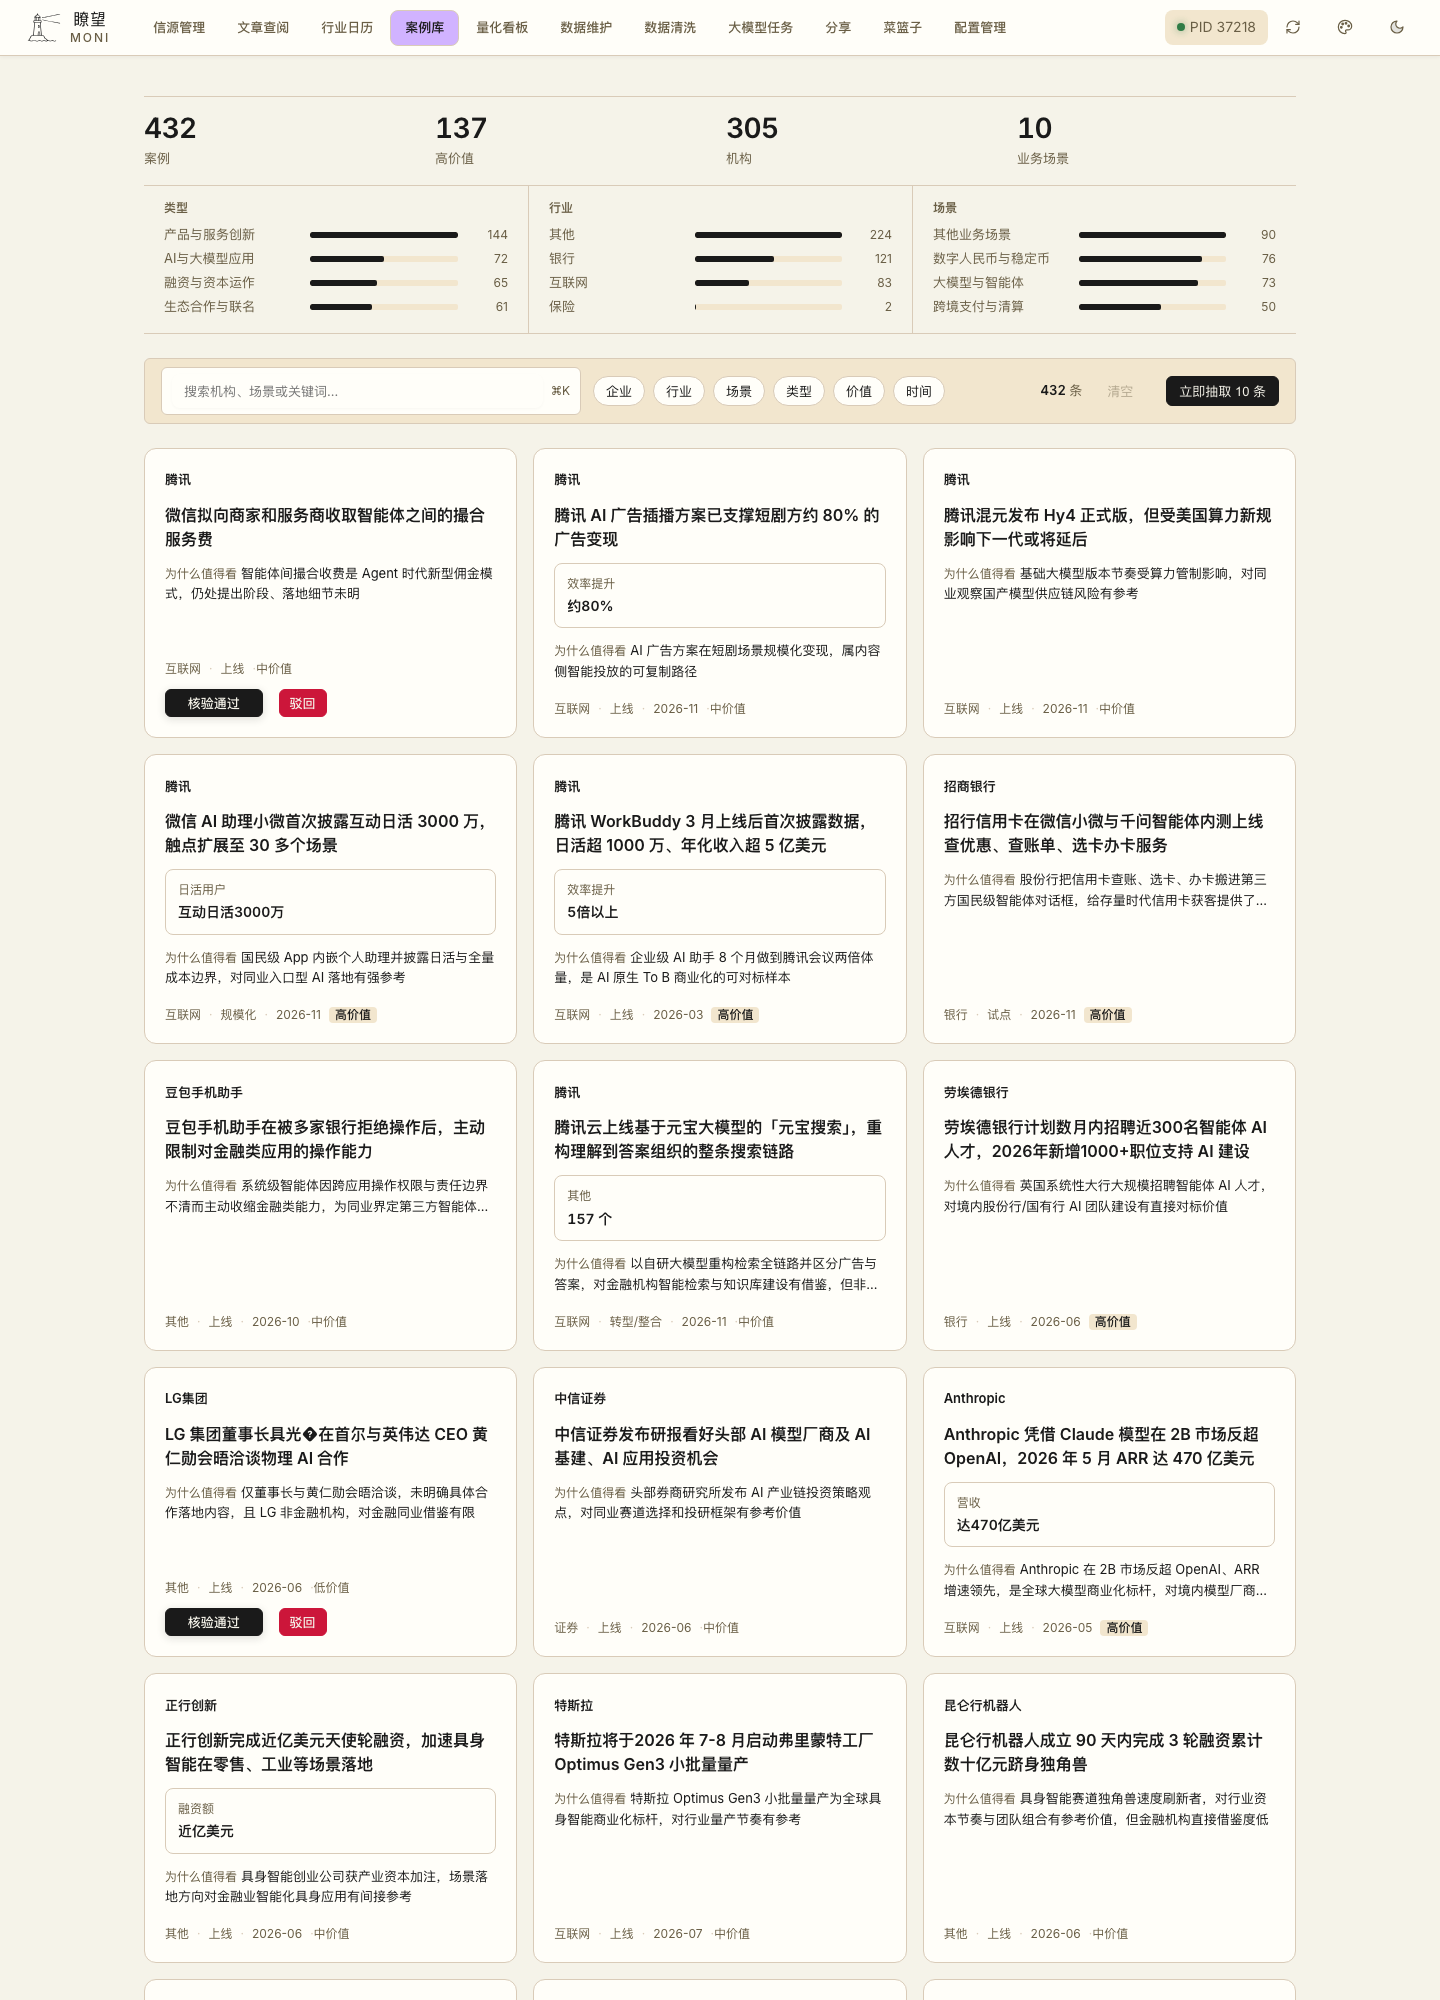 瞭望
MONI
信源管理
文章查阅
行业日历
案例库
量化看板
数据维护
数据清洗
大模型任务
分享
菜篮子
配置管理
PID 37218
432
案例
137
高价值
305
机构
10
业务场景
类型
产品与服务创新 144
AI与大模型应用 72
融资与资本运作 65
生态合作与联名 61
行业
其他 224
银行 121
互联网 83
保险 2
场景
其他业务场景 90
数字人民币与稳定币 76
大模型与智能体 73
跨境支付与清算 50
搜索机构、场景或关键词... ⌘K
企业
行业
场景
类型
价值
时间
432 条
清空
立即抽取 10 条
腾讯
微信拟向商家和服务商收取智能体之间的撮合
服务费
为什么值得看 智能体间撮合收费是 Agent 时代新型佣金模
式，仍处提出阶段、落地细节未明
互联网 · 上线 ·中价值
核验通过
驳回
腾讯
腾讯 AI 广告插播方案已支撑短剧方约 80% 的
广告变现
效率提升
约80%
为什么值得看 AI 广告方案在短剧场景规模化变现，属内容
侧智能投放的可复制路径
互联网 · 上线 · 2026-11 ·中价值
腾讯
腾讯混元发布 Hy4 正式版，但受美国算力新规
影响下一代或将延后
为什么值得看 基础大模型版本节奏受算力管制影响，对同
业观察国产模型供应链风险有参考
互联网 · 上线 · 2026-11 ·中价值
腾讯
微信 AI 助理小微首次披露互动日活 3000 万，
触点扩展至 30 多个场景
日活用户
互动日活3000万
为什么值得看 国民级 App 内嵌个人助理并披露日活与全量
成本边界，对同业入口型 AI 落地有强参考
互联网 · 规模化 · 2026-11 高价值
腾讯
腾讯 WorkBuddy 3 月上线后首次披露数据，
日活超 1000 万、年化收入超 5 亿美元
效率提升
5倍以上
为什么值得看 企业级 AI 助手 8 个月做到腾讯会议两倍体
量，是 AI 原生 To B 商业化的可对标样本
互联网 · 上线 · 2026-03 高价值
招商银行
招行信用卡在微信小微与千问智能体内测上线
查优惠、查账单、选卡办卡服务
为什么值得看 股份行把信用卡查账、选卡、办卡搬进第三
方国民级智能体对话框，给存量时代信用卡获客提供了...
银行 · 试点 · 2026-11 高价值
豆包手机助手
豆包手机助手在被多家银行拒绝操作后，主动
限制对金融类应用的操作能力
为什么值得看 系统级智能体因跨应用操作权限与责任边界
不清而主动收缩金融类能力，为同业界定第三方智能体...
其他 · 上线 · 2026-10 ·中价值
腾讯
腾讯云上线基于元宝大模型的「元宝搜索」，重
构理解到答案组织的整条搜索链路
其他
157 个
为什么值得看 以自研大模型重构检索全链路并区分广告与
答案，对金融机构智能检索与知识库建设有借鉴，但非...
互联网 · 转型/整合 · 2026-11 ·中价值
劳埃德银行
劳埃德银行计划数月内招聘近300名智能体 AI
人才，2026年新增1000+职位支持 AI 建设
为什么值得看 英国系统性大行大规模招聘智能体 AI 人才，
对境内股份行/国有行 AI 团队建设有直接对标价值
银行 · 上线 · 2026-06 高价值
LG集团
LG 集团董事长具光�在首尔与英伟达 CEO 黄
仁勋会晤洽谈物理 AI 合作
为什么值得看 仅董事长与黄仁勋会晤洽谈，未明确具体合
作落地内容，且 LG 非金融机构，对金融同业借鉴有限
其他 · 上线 · 2026-06 ·低价值
核验通过
驳回
中信证券
中信证券发布研报看好头部 AI 模型厂商及 AI
基建、AI 应用投资机会
为什么值得看 头部券商研究所发布 AI 产业链投资策略观
点，对同业赛道选择和投研框架有参考价值
证券 · 上线 · 2026-06 ·中价值
Anthropic
Anthropic 凭借 Claude 模型在 2B 市场反超
OpenAI，2026 年 5 月 ARR 达 470 亿美元
营收
达470亿美元
为什么值得看 Anthropic 在 2B 市场反超 OpenAI、ARR
增速领先，是全球大模型商业化标杆，对境内模型厂商...
互联网 · 上线 · 2026-05 高价值
正行创新
正行创新完成近亿美元天使轮融资，加速具身
智能在零售、工业等场景落地
融资额
近亿美元
为什么值得看 具身智能创业公司获产业资本加注，场景落
地方向对金融业智能化具身应用有间接参考
其他 · 上线 · 2026-06 ·中价值
特斯拉
特斯拉将于2026 年 7-8 月启动弗里蒙特工厂
Optimus Gen3 小批量量产
为什么值得看 特斯拉 Optimus Gen3 小批量量产为全球具
身智能商业化标杆，对行业量产节奏有参考
互联网 · 上线 · 2026-07 ·中价值
昆仑行机器人
昆仑行机器人成立 90 天内完成 3 轮融资累计
数十亿元跻身独角兽
为什么值得看 具身智能赛道独角兽速度刷新者，对行业资
本节奏与团队组合有参考价值，但金融机构直接借鉴度低
其他 · 上线 · 2026-06 ·中价值